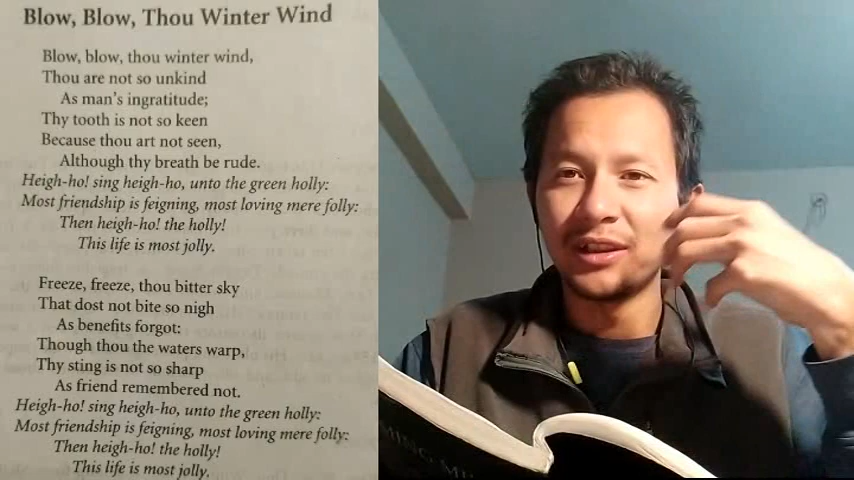 Blow, Blow, Thou Winter Wind
Blow, blow, thou winter wind,
Thou are not so unkind
As man's ingratitude;
Thy tooth is not so keen
Because thou art not seen,
Although thy breath be rude.
Heigh-ho! sing heigh-ho, unto the green holly:
Most friendship is feigning, most loving mere folly:
Then heigh-ho! the holly!
This life is most jolly.
Freeze, freeze, thou bitter sky
That dost not bite so nigh
As benefits forgot:
Though thou the waters warp,
Thy sting is not so sharp
As friend remembered not.
Heigh-ho! sing heigh-ho, unto the green holly:
Most friendship is feigning, most loving mere folly:
Then heigh-ho! the holly!
This life is most jolly.